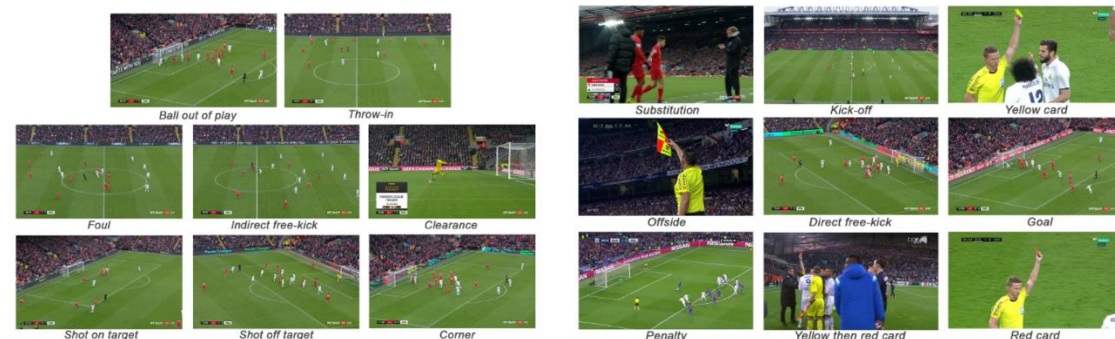 Ball out of play
Throw-in
Foul
Indirect free-kick
Clearance
Shot on target
Shot off target
Corner
Substitution
Kick-off
Yellow card
Offside
Direct free-kick
Goal
NISSAN
Penalty
Yellow then red card
Red card